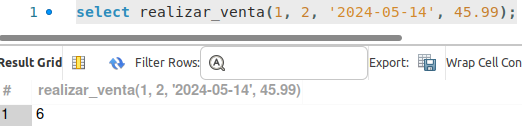 1 select realizar_venta(1, 2, '2024-05-14', 45.99);
Result Grid Filter Rows: Export: Wrap Cell Con
# realizar_venta(1, 2, '2024-05-14', 45.99)
1 6